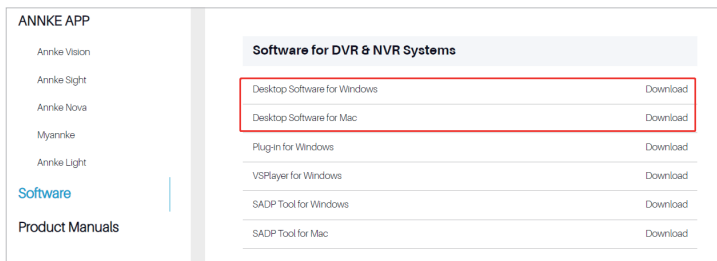 ANNKE APP
Annke Vision
Annke Sight
Annke Nova
Myannke
Annke Light
Software
Product Manuals
Software for DVR & NVR Systems
Desktop Software for Windows Download
Desktop Software for Mac Download
Plug-in for Windows Download
VSPlayer for Windows Download
SADP Tool for Windows Download
SADP Tool for Mac Download